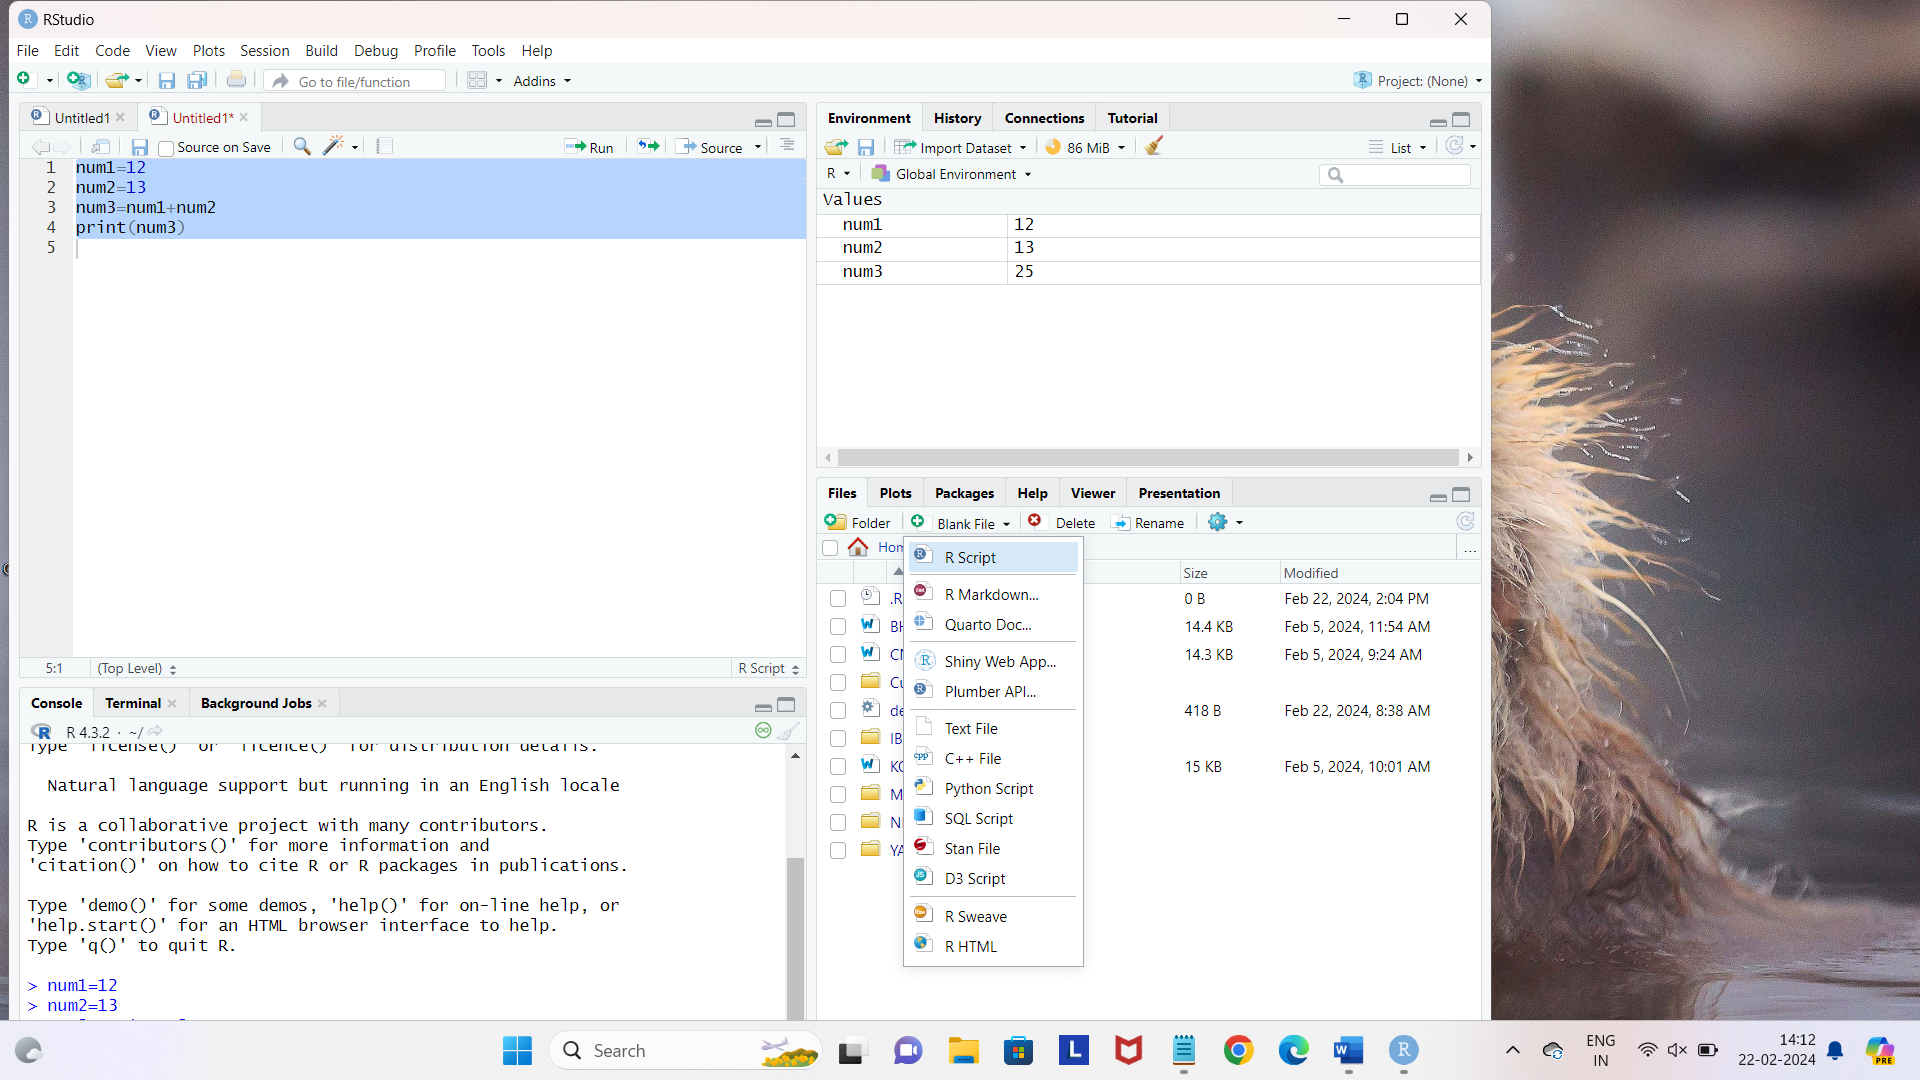 RStudio
File Edit Code View Plots Session Build Debug Profile Tools Help
Go to file/function Addins Project: (None)
Untitled1 Untitled1*
Source on Save Run Source
1 num1=12
2 num2=13
3 num3=num1+num2
4 print(num3)
5
5:1 (Top Level) R Script
Console Terminal Background Jobs
R 4.3.2 · ~/
Type 'license()' or 'licence()' for distribution details.
Natural language support but running in an English locale
R is a collaborative project with many contributors.
Type 'contributors()' for more information and
'citation()' on how to cite R or R packages in publications.
Type 'demo()' for some demos, 'help()' for on-line help, or
'help.start()' for an HTML browser interface to help.
Type 'q()' to quit R.
> num1=12
> num2=13
Environment History Connections Tutorial
Import Dataset 86 MiB List
R Global Environment
Values
num1 12
num2 13
num3 25
Files Plots Packages Help Viewer Presentation
Folder Blank File Delete Rename
Hom ...
Size Modified
.R 0 B Feb 22, 2024, 2:04 PM
BH 14.4 KB Feb 5, 2024, 11:54 AM
14.3 KB Feb 5, 2024, 9:24 AM
Cu
de 418 B Feb 22, 2024, 8:38 AM
IB
15 KB Feb 5, 2024, 10:01 AM
M
YA
R Script
R Markdown...
Quarto Doc...
Shiny Web App...
Plumber API...
Text File
C++ File
Python Script
SQL Script
Stan File
D3 Script
R Sweave
R HTML
Search
ENG
IN
14:12
22-02-2024
PRE